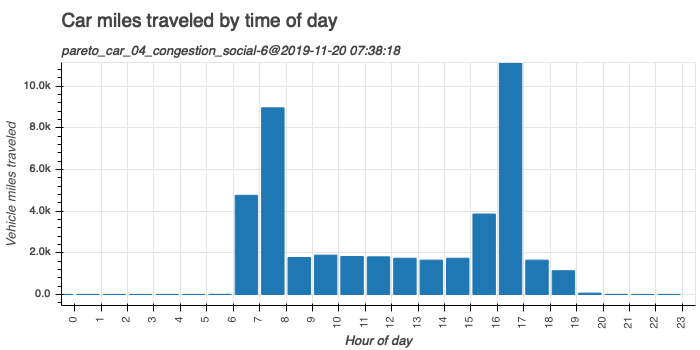 Car miles traveled by time of day
pareto_car_04_congestion_social-6@2019-11-20 07:38:18
Vehicle miles traveled
10.0k
8.0k
6.0k
4.0k
2.0k
0.0
0 1 2 3 4 5 6 7 8 9 10 11 12 13 14 15 16 17 18 19 20 21 22 23
Hour of day